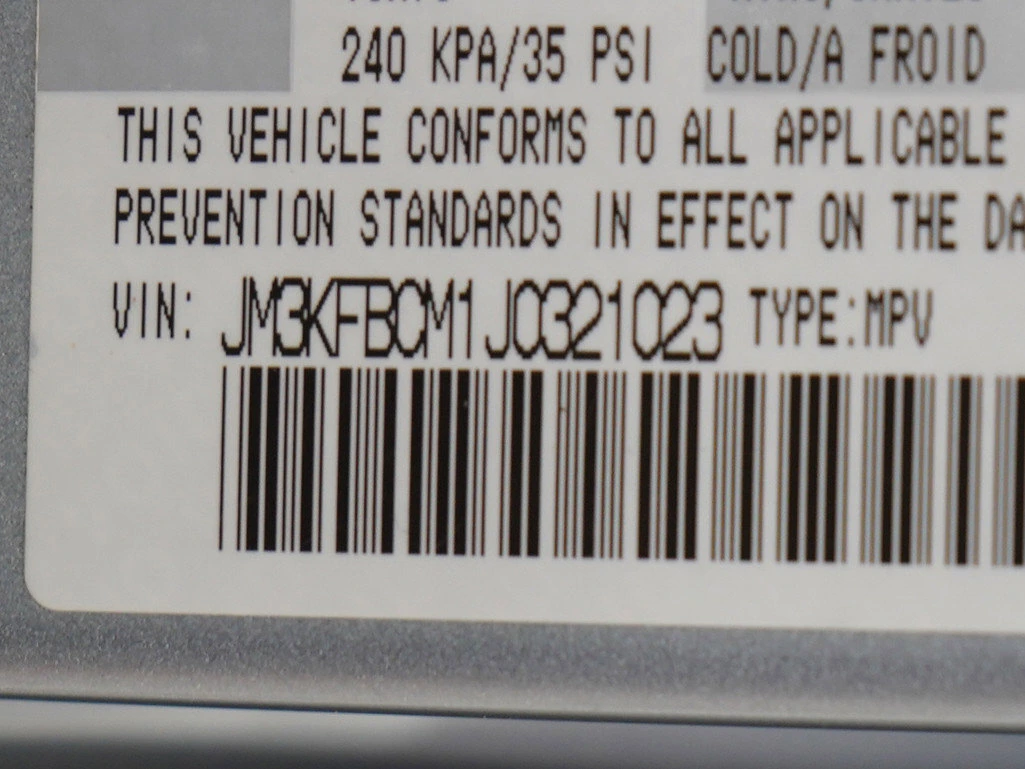 240 KPA/35 PSI COLD/A FROID
THIS VEHICLE CONFORMS TO ALL APPLICABLE
PREVENTION STANDARDS IN EFFECT ON THE DA
VIN: JM3KFBCM1J0321023 TYPE:MPV